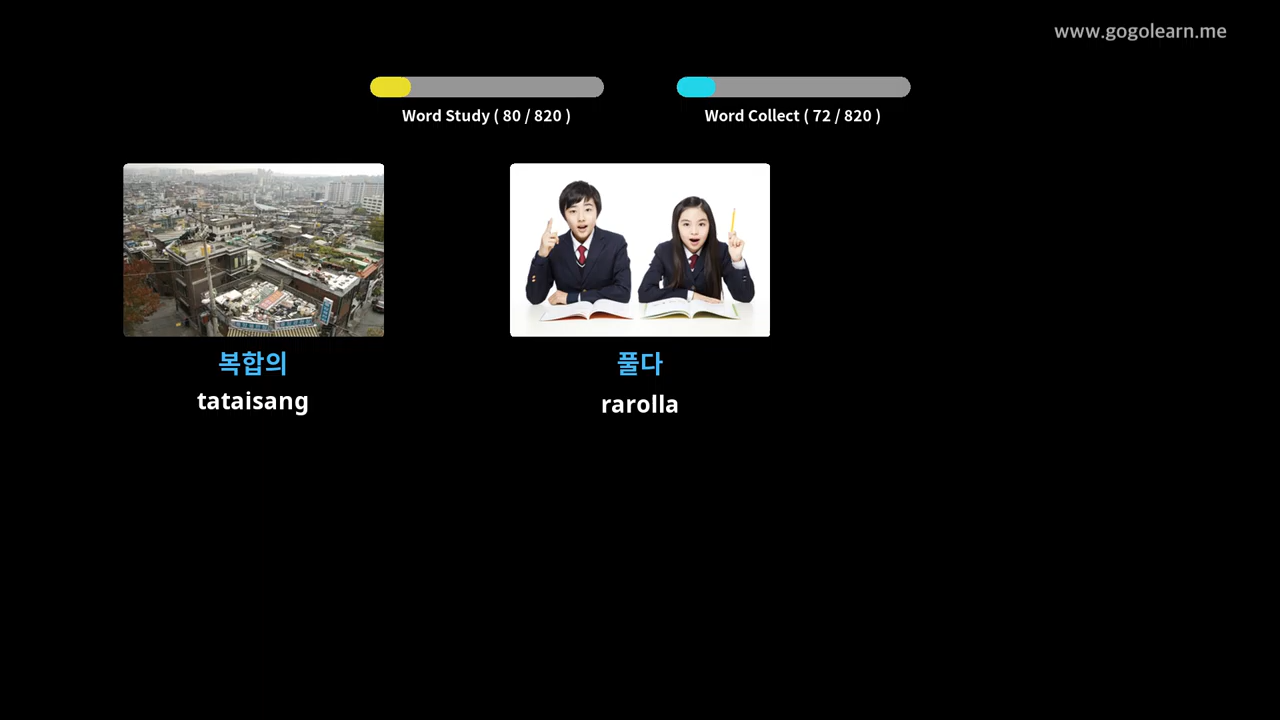 www.gogolearn.me
Word Study ( 80 / 820 )
Word Collect ( 72 / 820 )
복합의
tataisang
풀다
rarolla